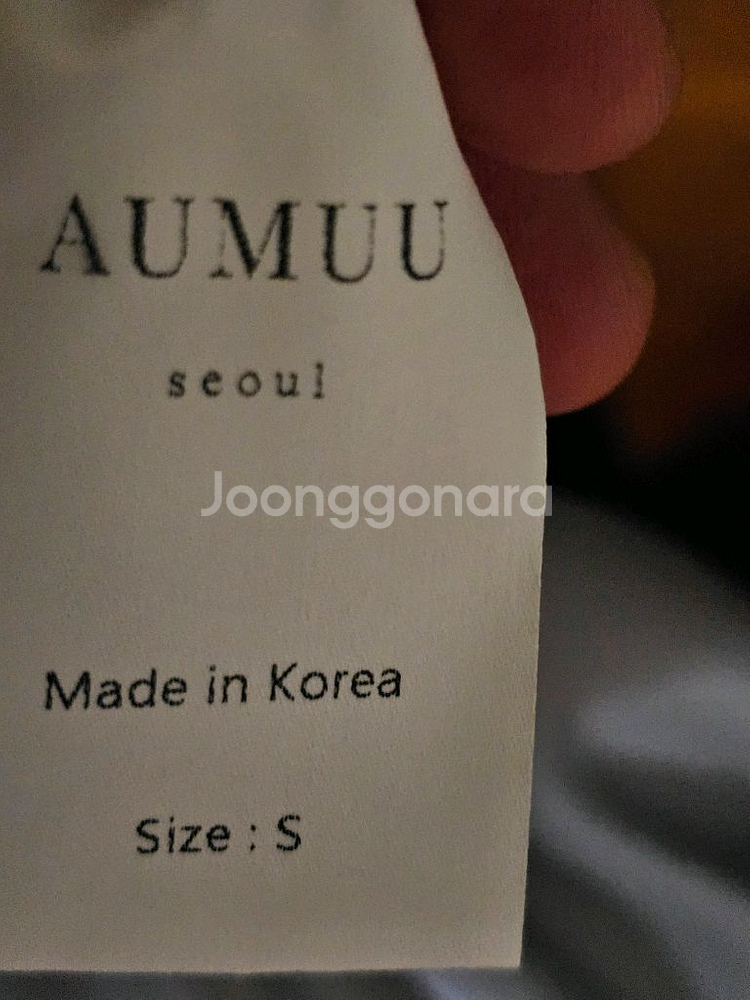 AUMUU
seoul
Joonggonara
Made in Korea
Size : S